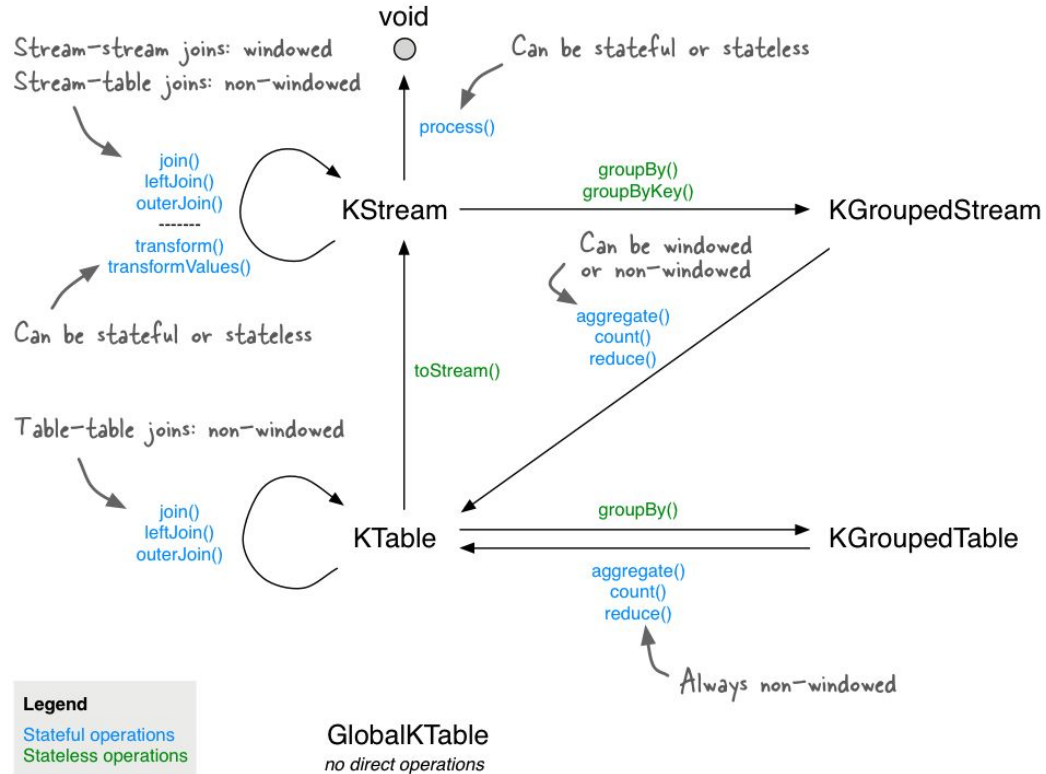 void
Stream-stream joins: windowed
Stream-table joins: non-windowed
Can be stateful or stateless
process()
join()
leftJoin()
outerJoin()
-------
transform()
transformValues()
KStream
groupBy()
groupByKey()
KGroupedStream
Can be windowed
or non-windowed
Can be stateful or stateless
aggregate()
count()
reduce()
toStream()
Table-table joins: non-windowed
join()
leftJoin()
outerJoin()
KTable
groupBy()
KGroupedTable
aggregate()
count()
reduce()
Always non-windowed
Legend
Stateful operations
Stateless operations
GlobalKTable
no direct operations